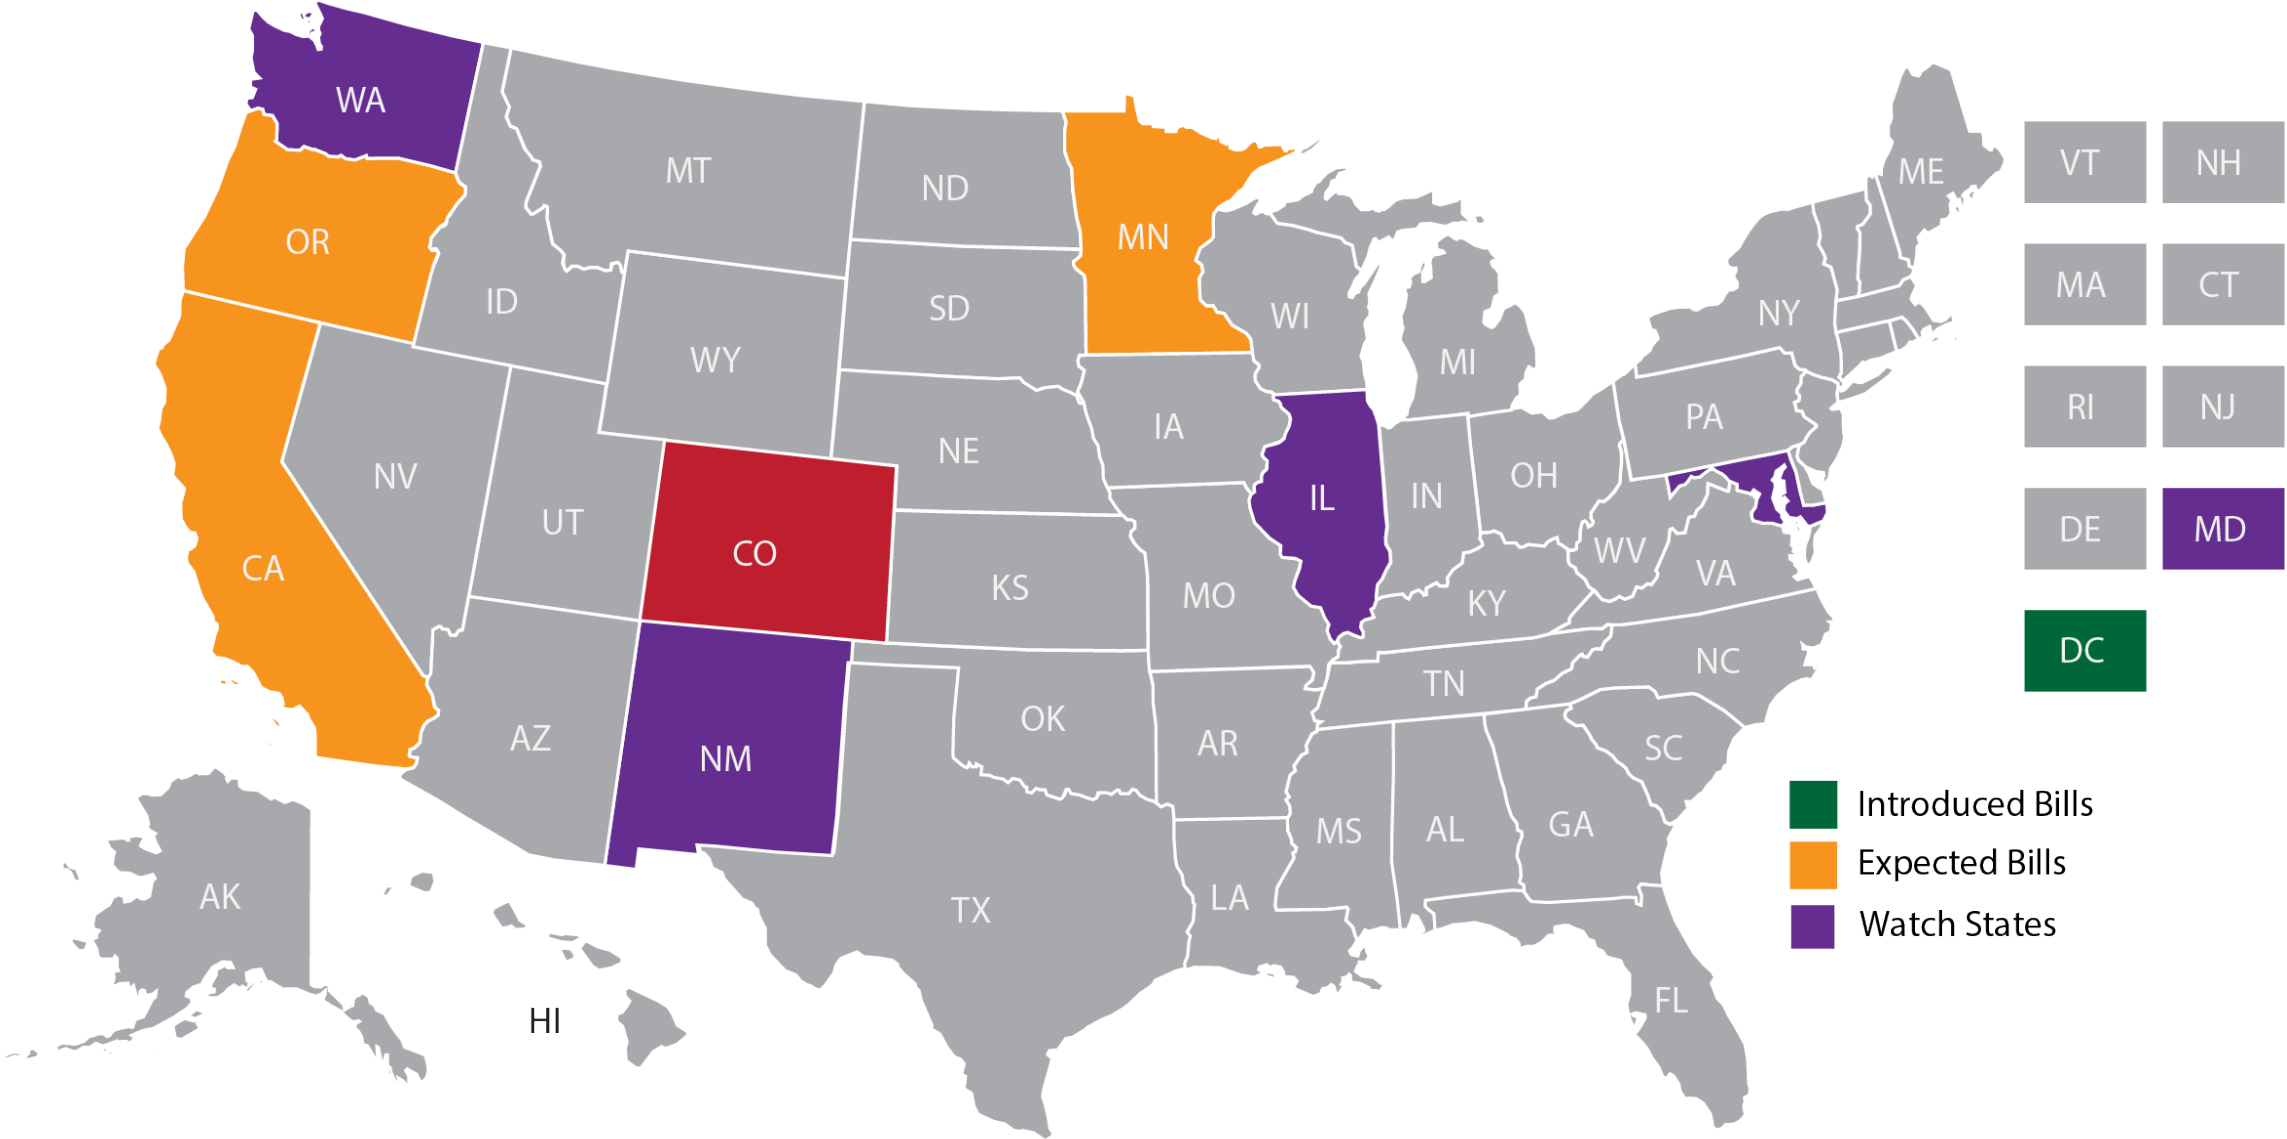 WA
MT
ND
MN
OR
ID
SD
WI
WY
MI
NY
ME
VT
NH
MA
CT
RI
NJ
DE
MD
DC
NV
UT
CO
NE
IA
IL
IN
OH
PA
CA
KS
MO
KY
WV
VA
AZ
NM
OK
AR
TN
NC
SC
TX
LA
MS
AL
GA
FL
AK
HI
Introduced Bills
Expected Bills
Watch States